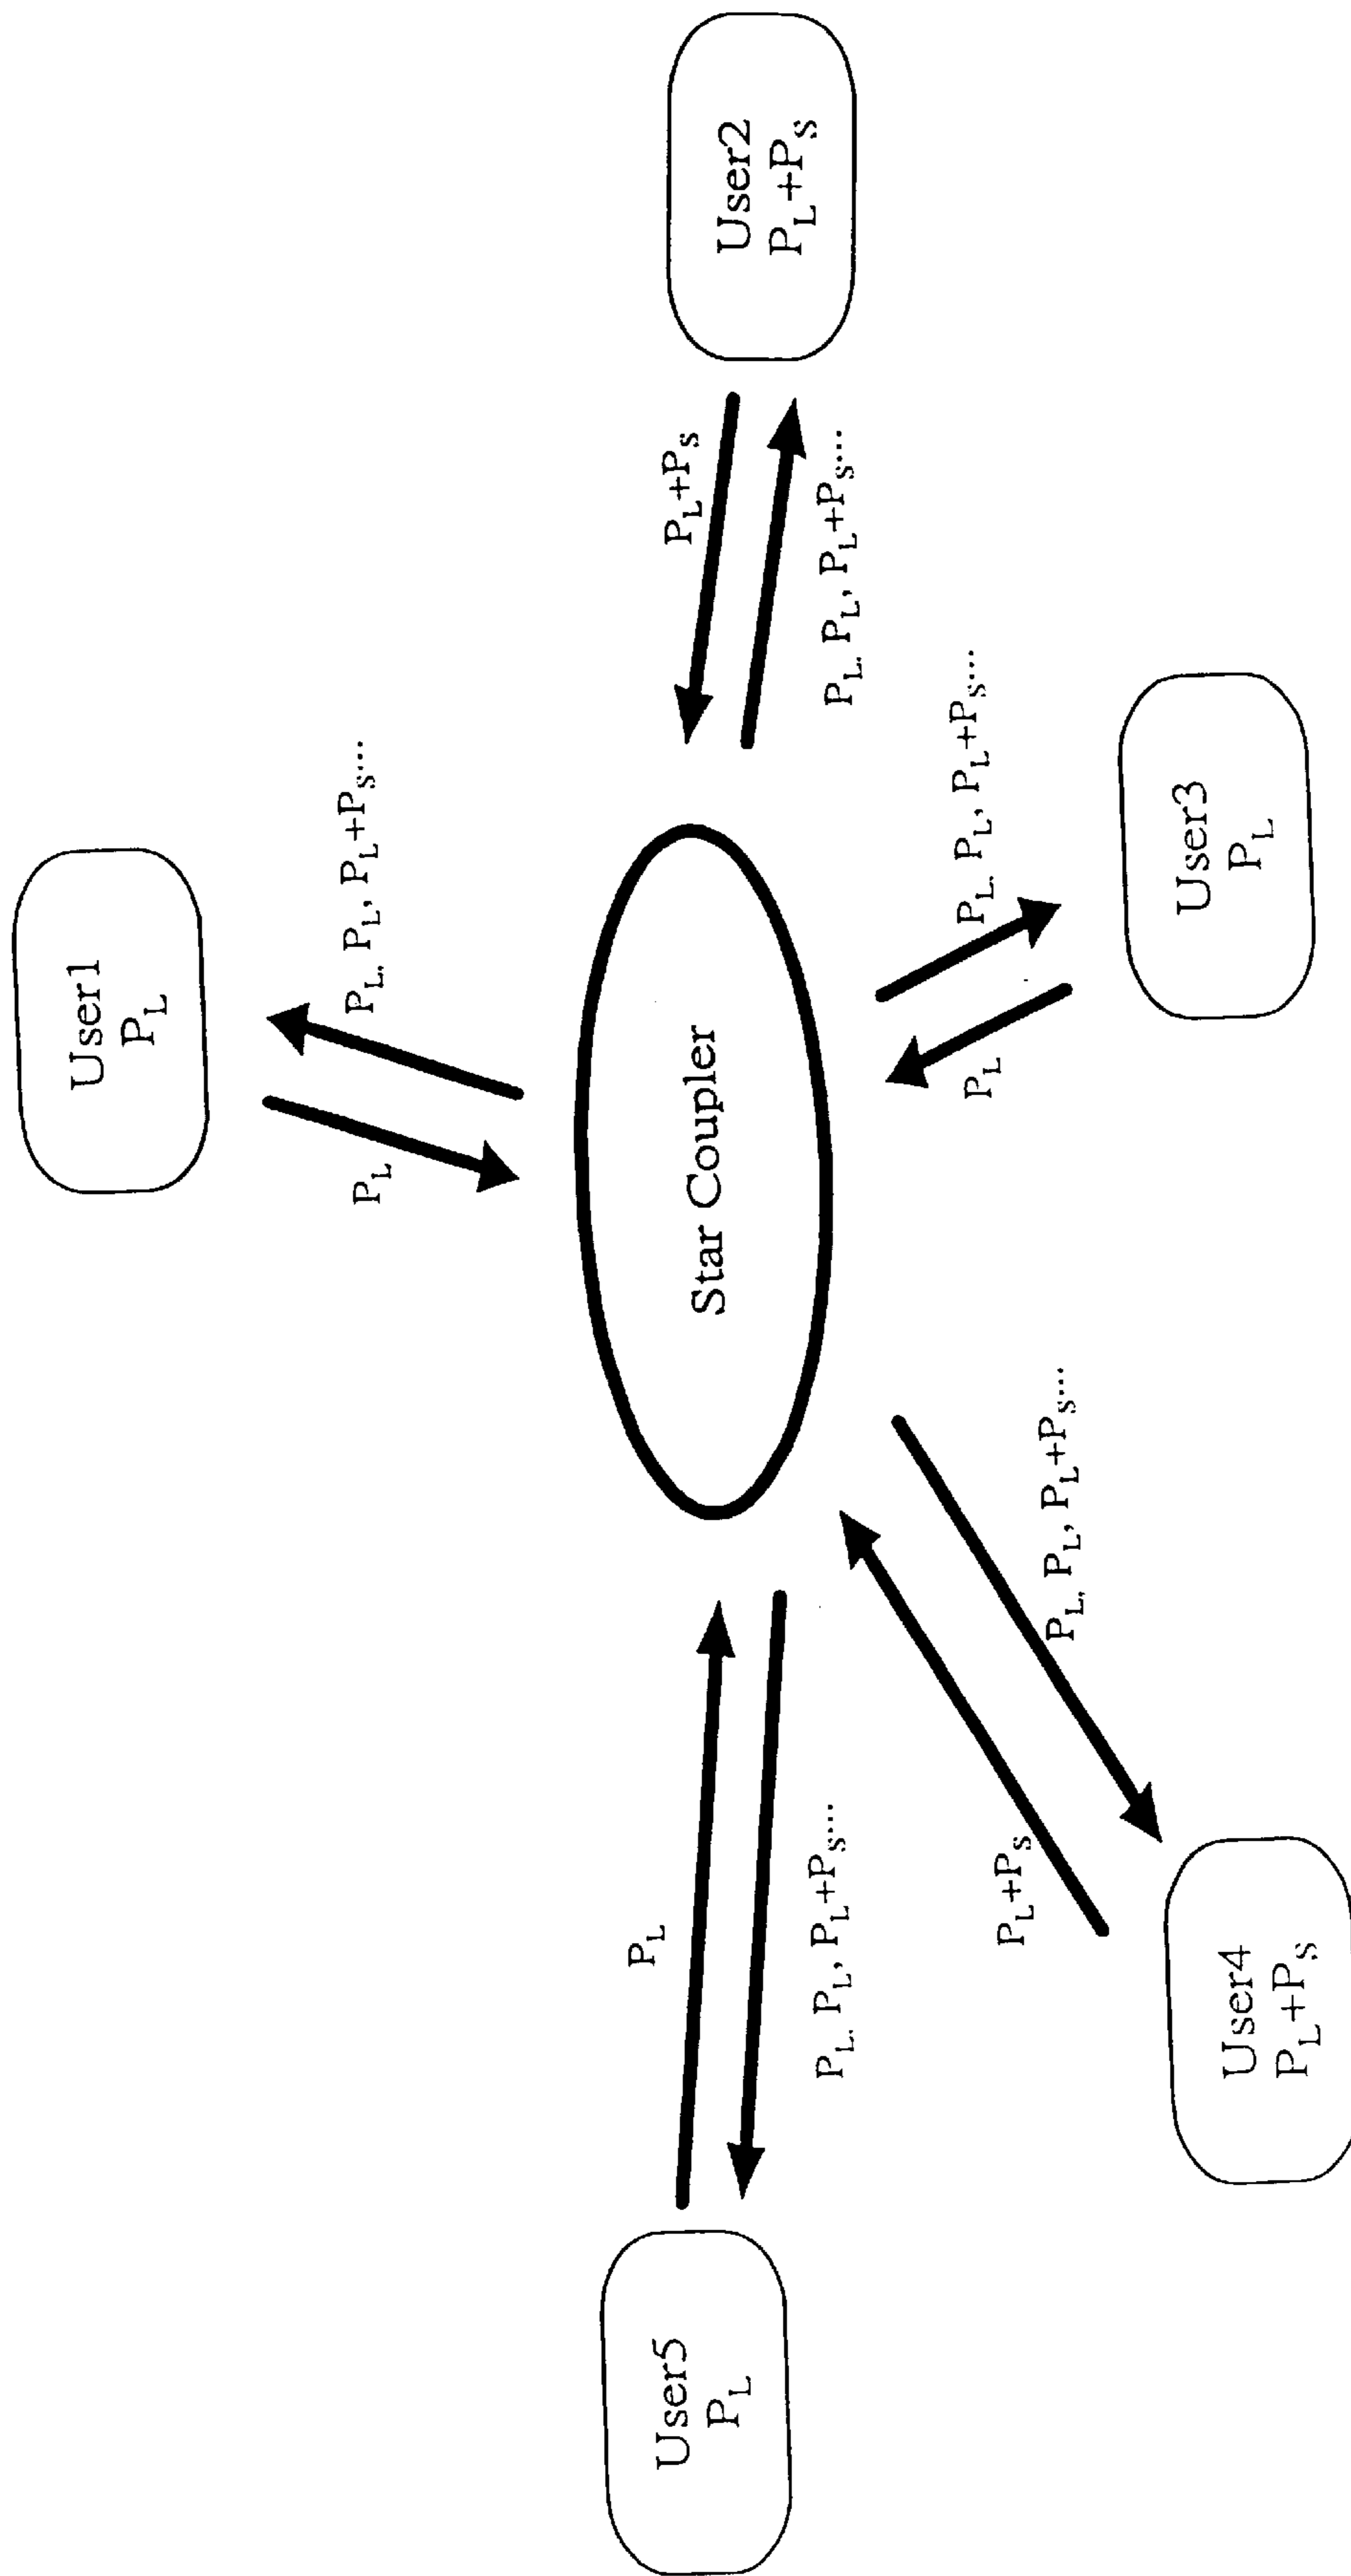 User1
P_L
P_L
P_L, P_L, P_L+P_S...
User5
P_L
P_L
P_L, P_L, P_L+P_S...
Star Coupler
P_L+P_S
P_L, P_L, P_L+P_S...
User2
P_L+P_S
P_L+P_S
P_L, P_L, P_L+P_S...
User4
P_L+P_S
P_L
P_L, P_L, P_L+P_S...
User3
P_L